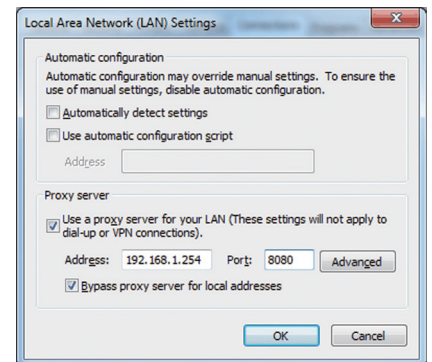 Local Area Network (LAN) Settings
Automatic configuration
Automatic configuration may override manual settings. To ensure the
use of manual settings, disable automatic configuration.
Automatically detect settings
Use automatic configuration script
Address
Proxy server
Use a proxy server for your LAN (These settings will not apply to
dial-up or VPN connections).
Address: 192.168.1.254 Port: 8080 Advanced
Bypass proxy server for local addresses
OK Cancel